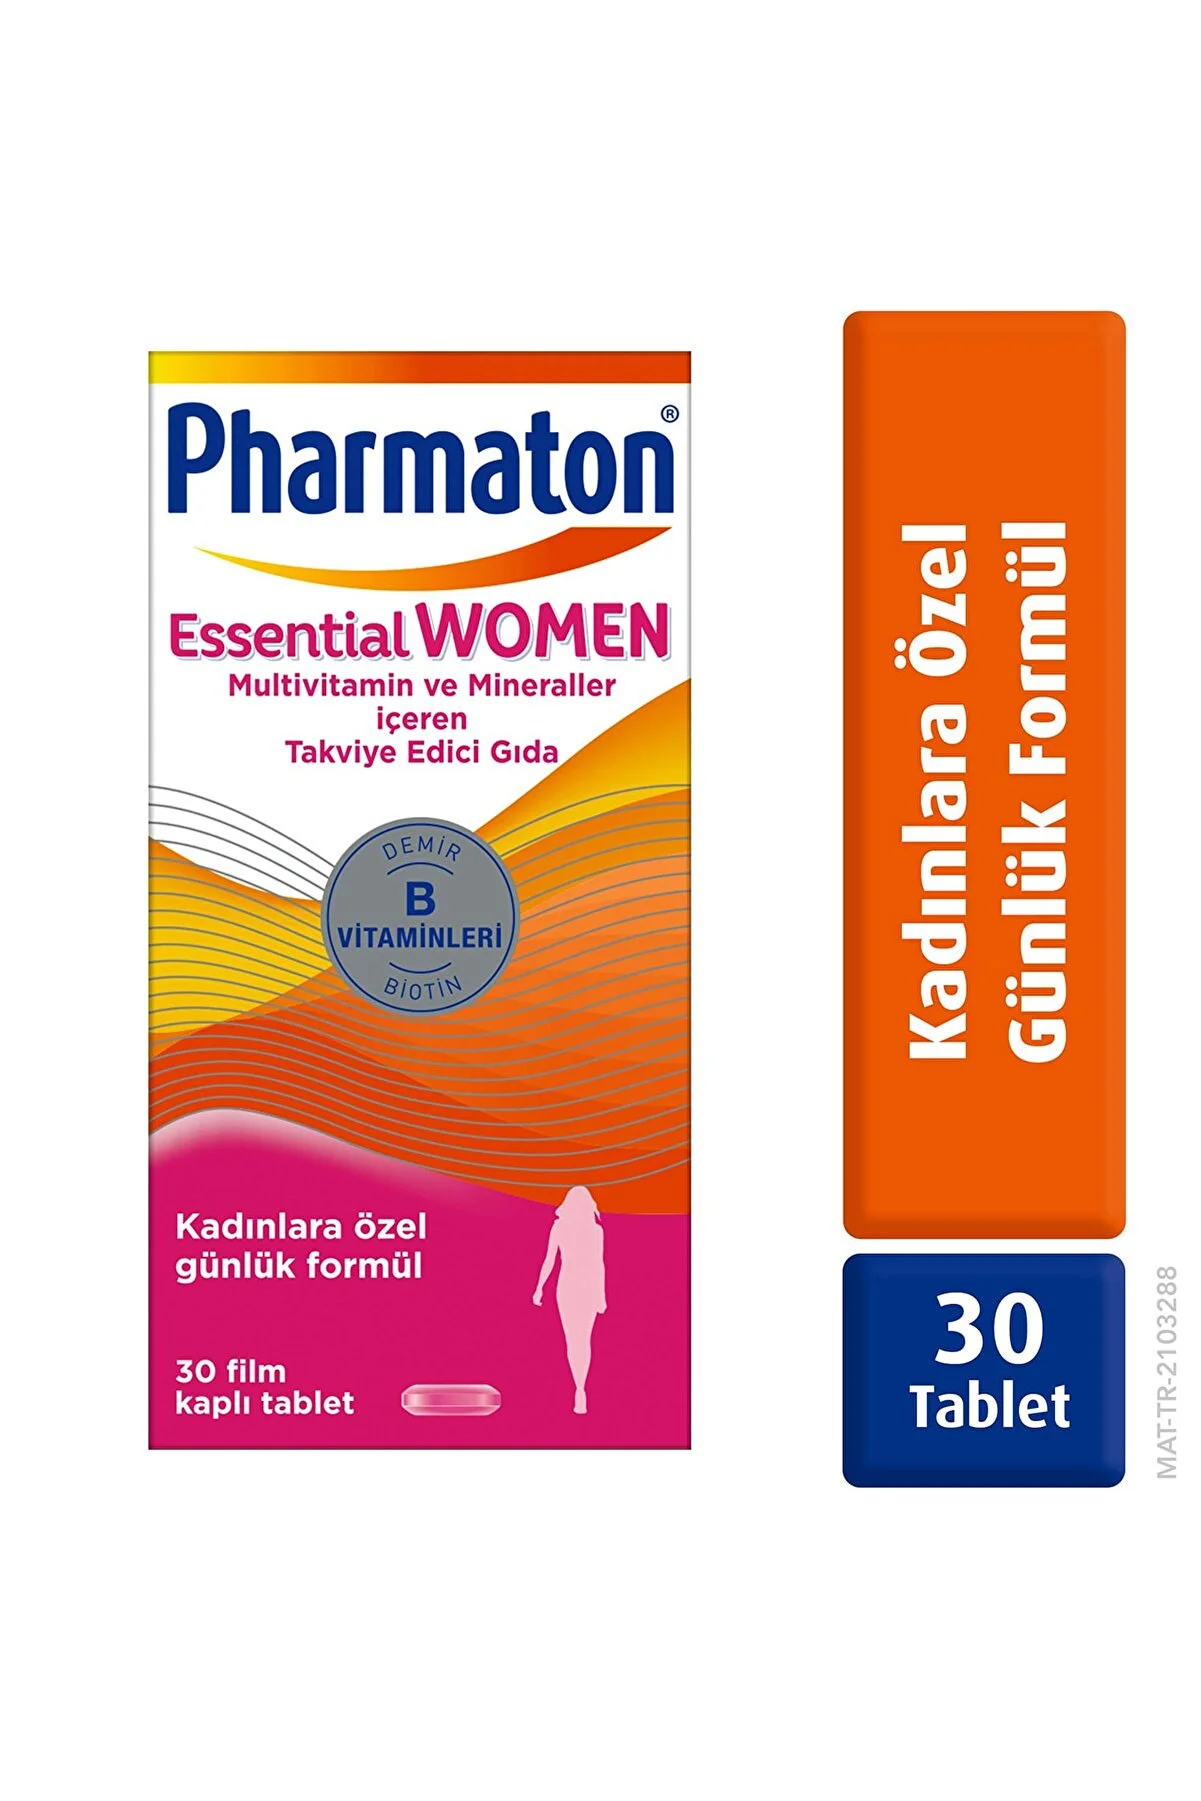 Pharmaton®
Essential WOMEN
Multivitamin ve Mineraller
içeren
Takviye Edici Gıda
DEMİR
B
VİTAMİNLERİ
BİOTİN
Kadınlara özel
günlük formül
30 film
kaplı tablet
Kadınlara Özel
Günlük Formül
30
Tablet
MAT-TR-2103288